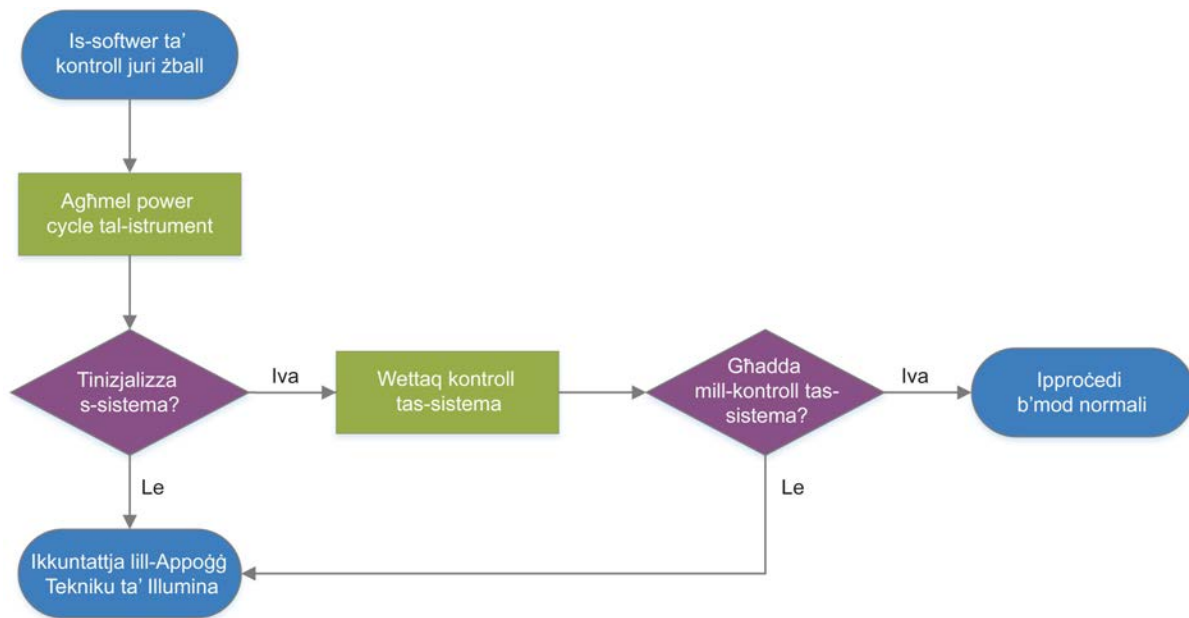 Is-softwer ta’
kontroll juri żball
Agħmel power
cycle tal-istrument
Tinizjalizza
s-sistema?
Iva
Wettaq kontroll
tas-sistema
Għadda
mill-kontroll tas-
sistema?
Iva
Ipproċedi
b’mod normali
Le
Le
Ikkuntattja lill-Appoġġ
Tekniku ta’ Illumina